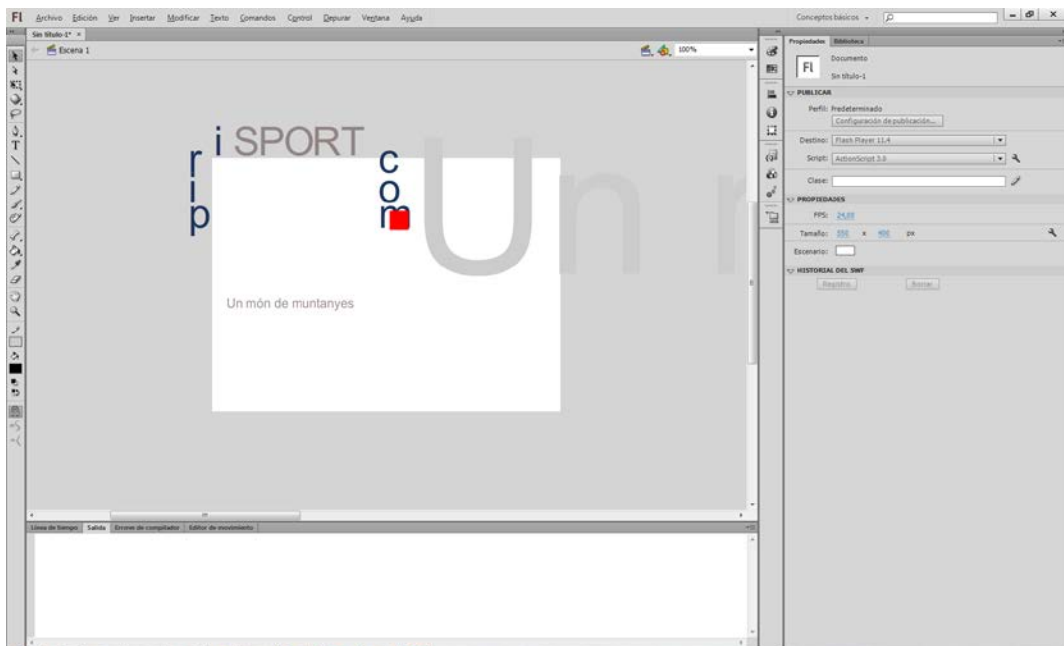 Fl Archivo Edición Ver Insertar Modificar Texto Comandos Control Depurar Ventana Ayuda Conceptos básicos
Sin título-1*
Escena 1 100%
i SPORT
r
i
p
c
o
m
Un r
Un món de muntanyes
Propiedades Biblioteca
Fl
Documento
Sin título-1
PUBLICAR
Perfil: Predeterminado
Configuración de publicación...
Destino: Flash Player 11.4
Script: ActionScript 3.0
Clase:
PROPIEDADES
FPS: 24,00
Tamaño: 550 x 400 px
Escenario:
HISTORIAL DEL SWF
Registro Borrar
Línea de tiempo Salida Errores de compilador Editor de movimiento